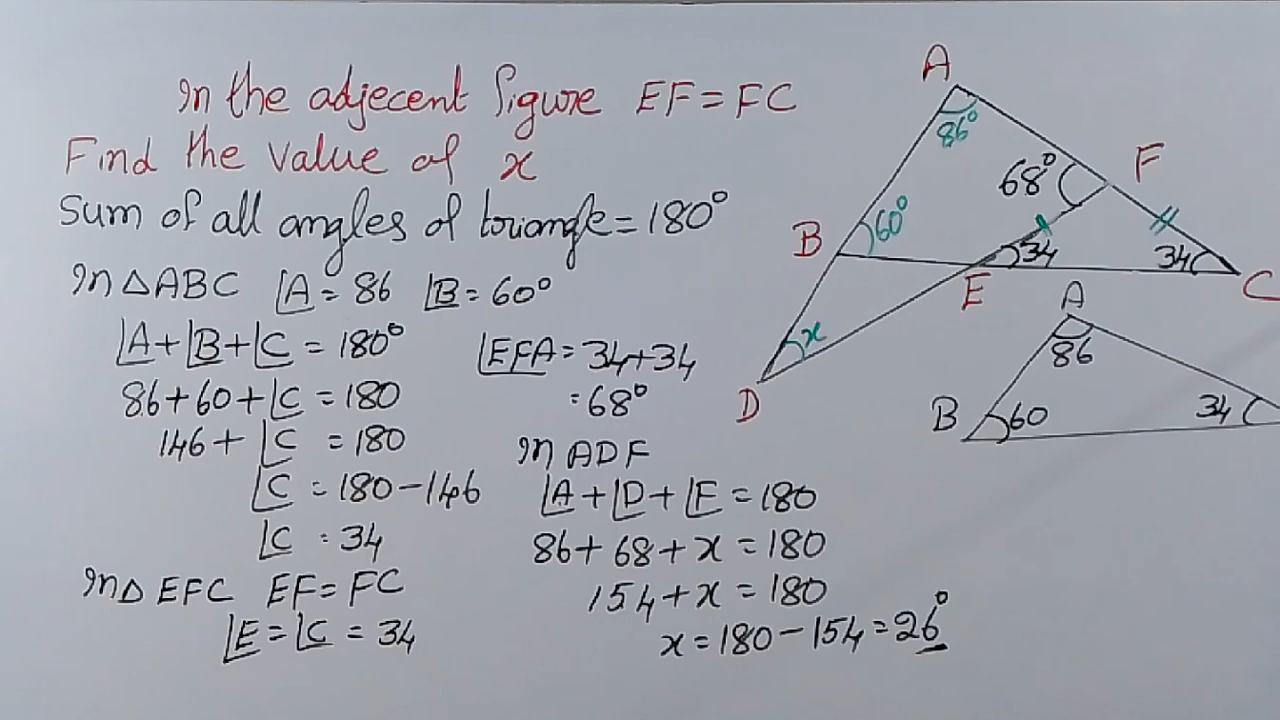 In the adjecent figure EF=FC
Find the value of x
Sum of all angles of triangle=180°
In △ABC ∠A=86 ∠B=60°
∠A+∠B+∠C=180°
86+60+∠C=180
146+∠C=180
∠C=180-146
∠C=34
In△ EFC EF=FC
∠E=∠C=34
∠EFA=34+34
=68°
In ADF
∠A+∠D+∠F=180
86+68+x=180
154+x=180
x=180-154=26°
A
86°
68°
F
B
60°
34
34
E
C
x
D
A
86
B
60
34